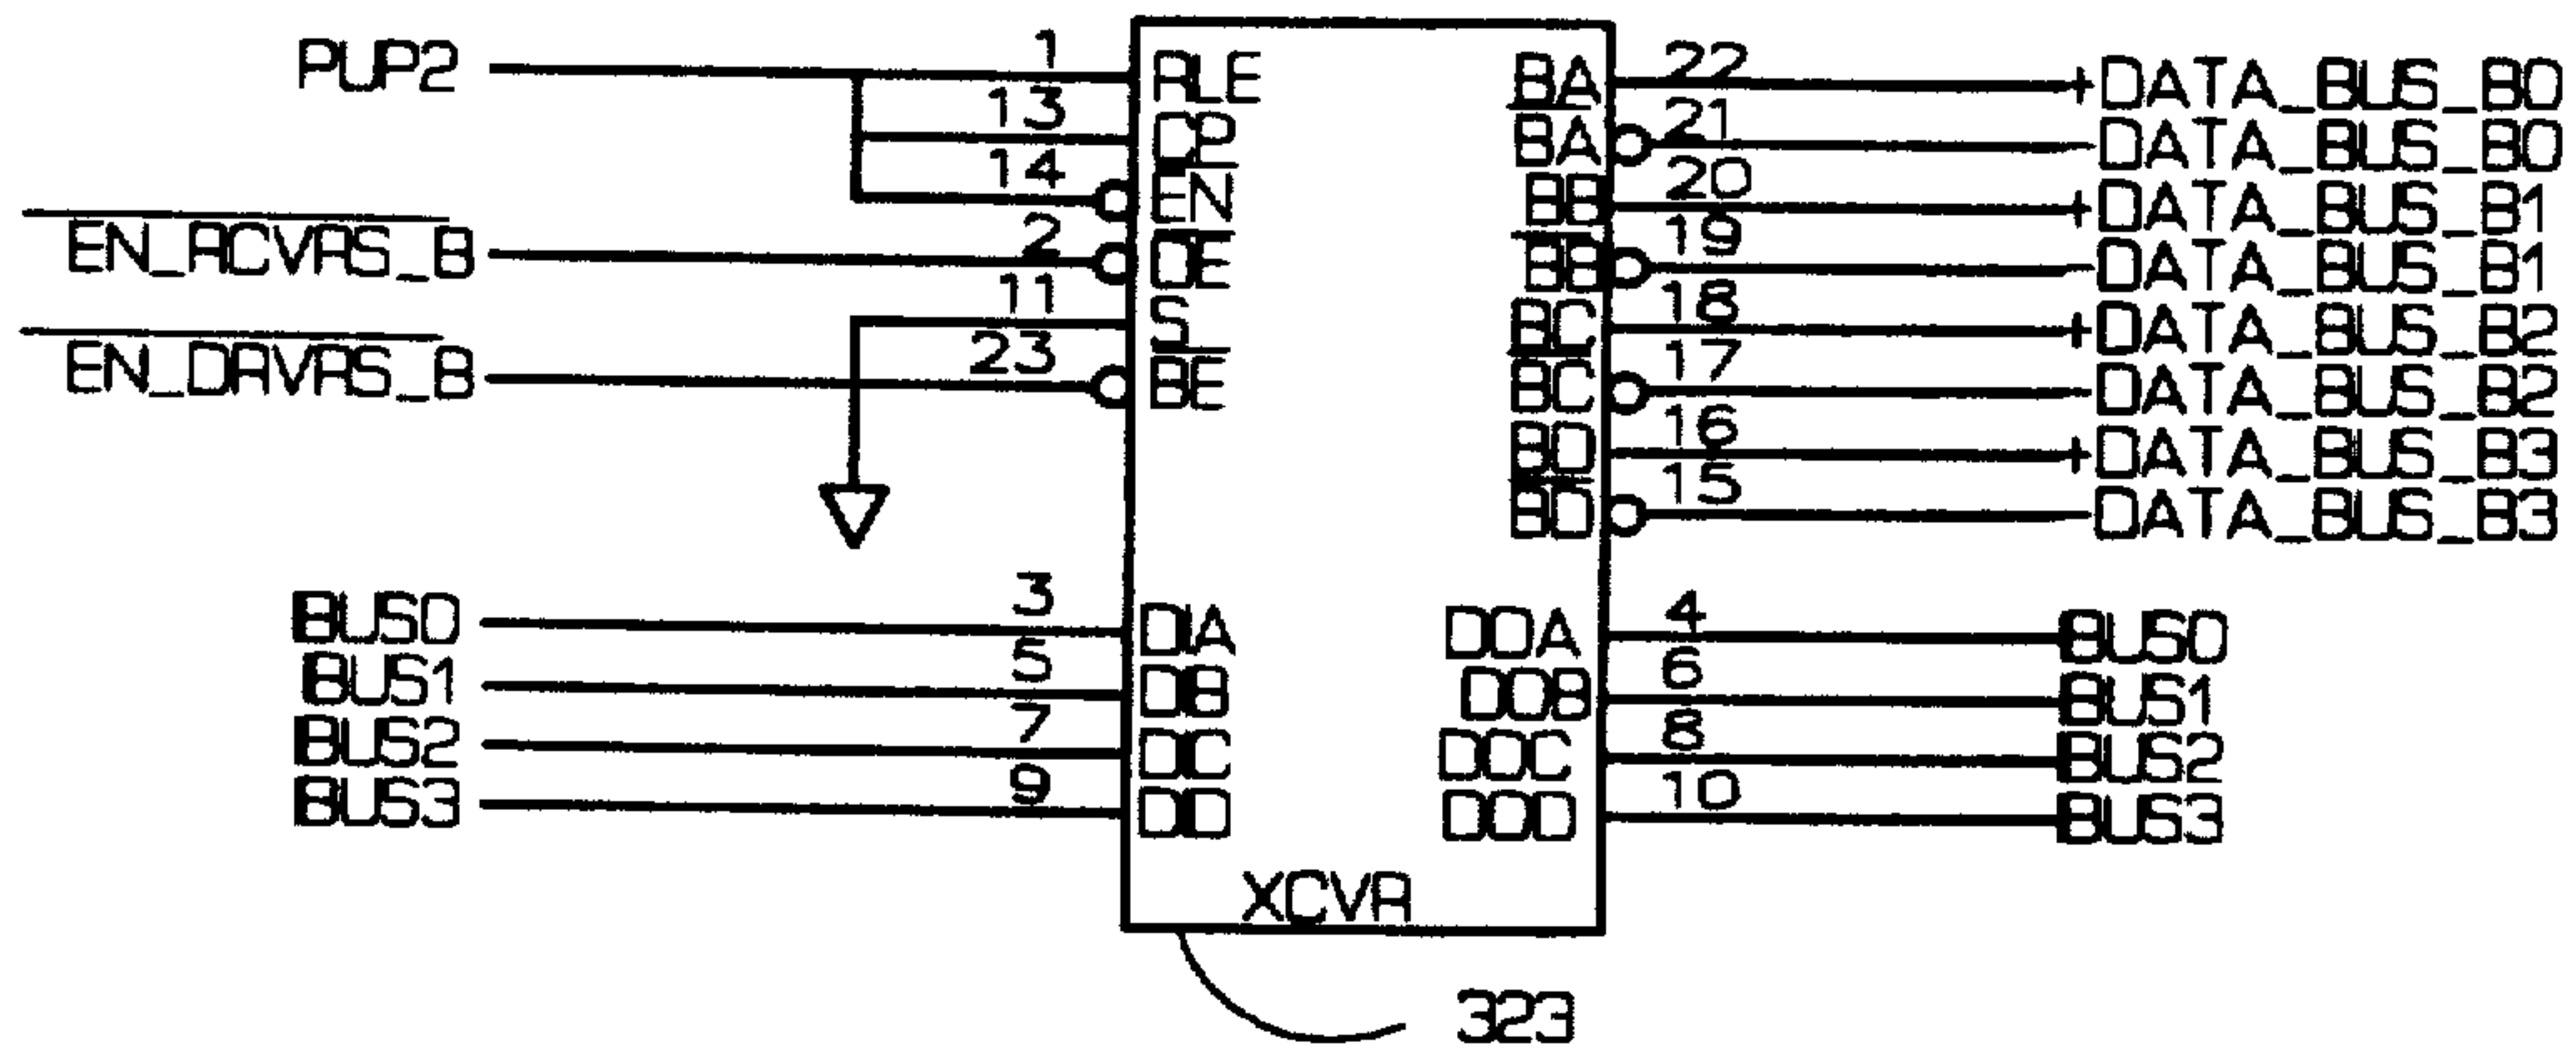 PUP2 1 RLE BA 22 +DATA_BUS_B0
13 CP BA 21 -DATA_BUS_B0
14 EN BB 20 +DATA_BUS_B1
EN_RCVRS_B 2 OE BB 19 -DATA_BUS_B1
11 S BC 18 +DATA_BUS_B2
EN_DRVRS_B 23 BE BC 17 -DATA_BUS_B2
BD 16 +DATA_BUS_B3
BD 15 -DATA_BUS_B3
BUS0 3 DIA DOA 4 BUS0
BUS1 5 DIB DOB 6 BUS1
BUS2 7 DIC DOC 8 BUS2
BUS3 9 DID DOD 10 BUS3
XCVR
323